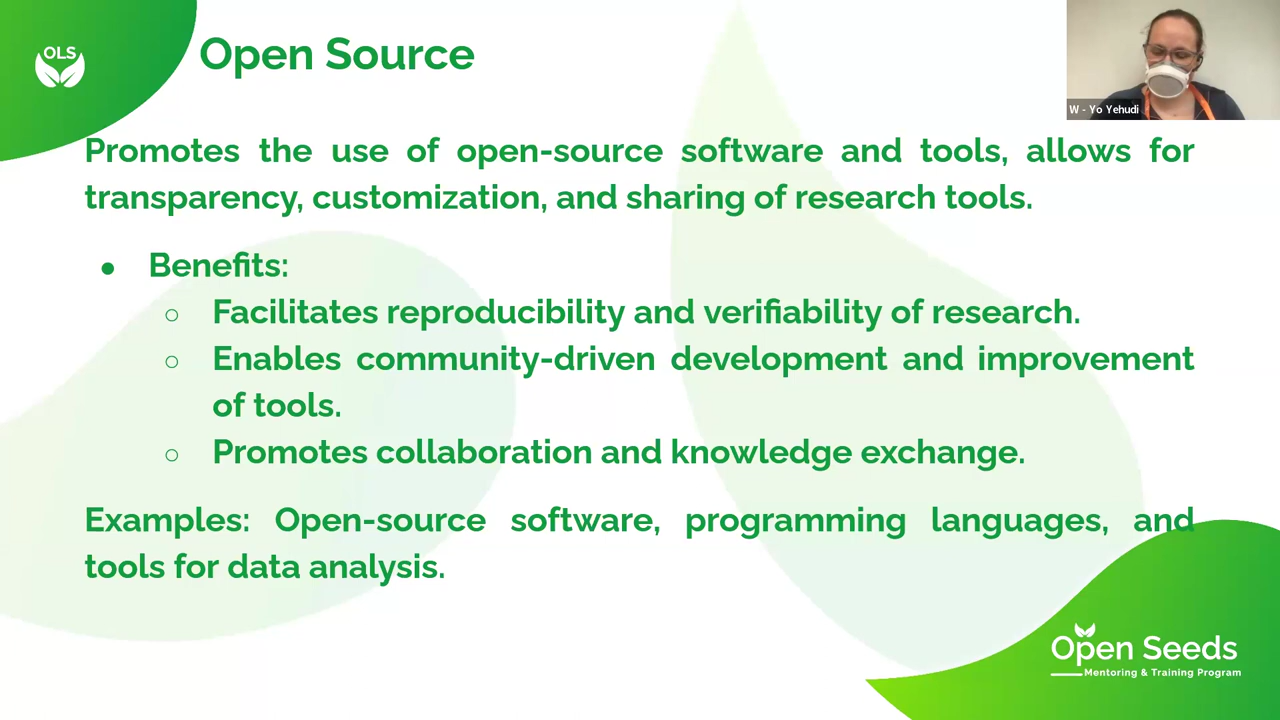 OLS
Open Source
W - Yo Yehudi
Promotes the use of open-source software and tools, allows for
transparency, customization, and sharing of research tools.
● Benefits:
○ Facilitates reproducibility and verifiability of research.
○ Enables community-driven development and improvement
of tools.
○ Promotes collaboration and knowledge exchange.
Examples: Open-source software, programming languages, and
tools for data analysis.
Open Seeds
Mentoring & Training Program